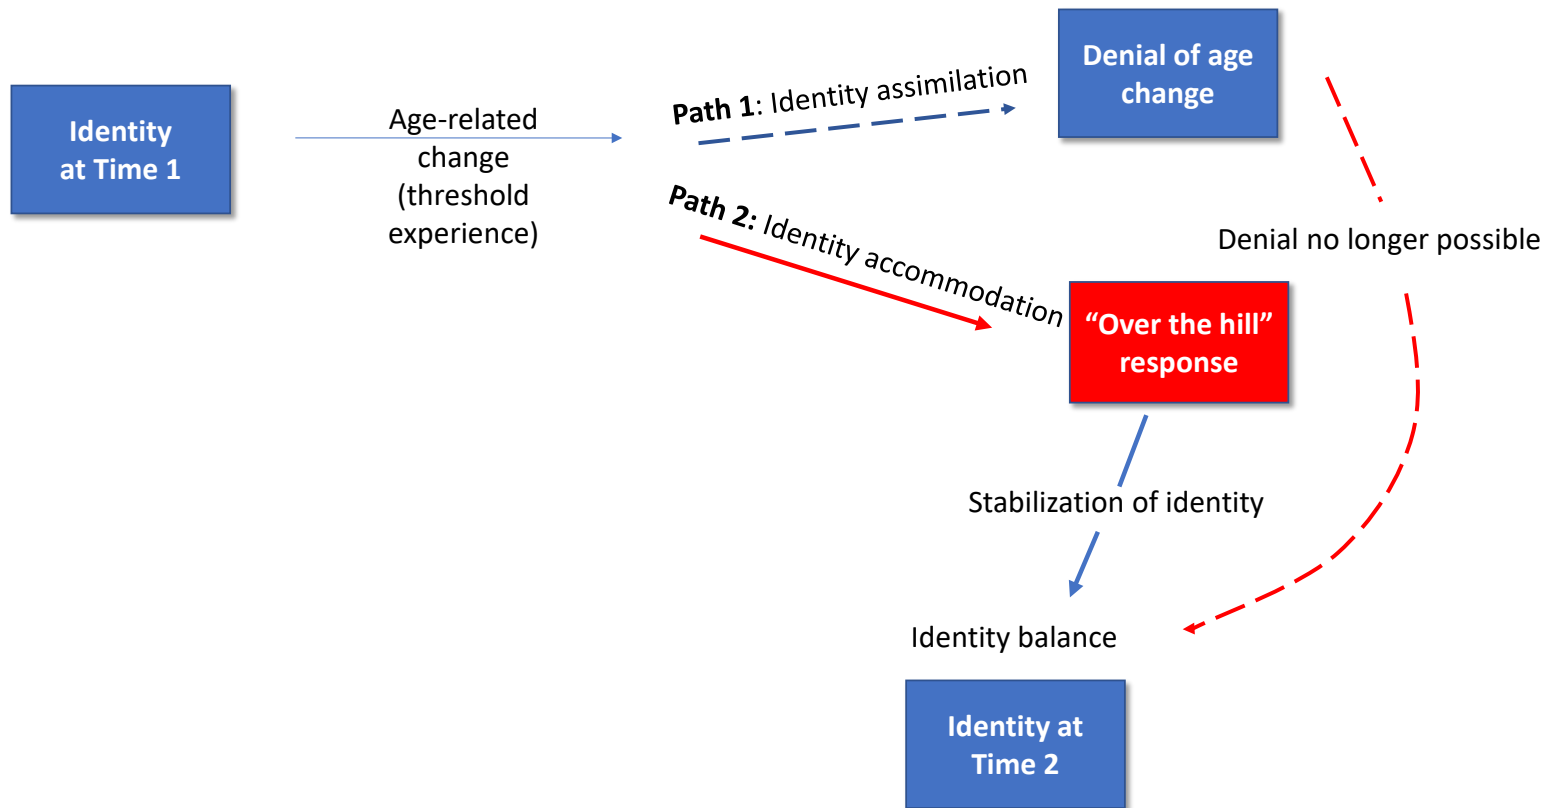 Identity
at Time 1
Age-related
change
(threshold
experience)
Path 1: Identity assimilation
Denial of age
change
Path 2: Identity accommodation
Denial no longer possible
“Over the hill”
response
Stabilization of identity
Identity balance
Identity at
Time 2